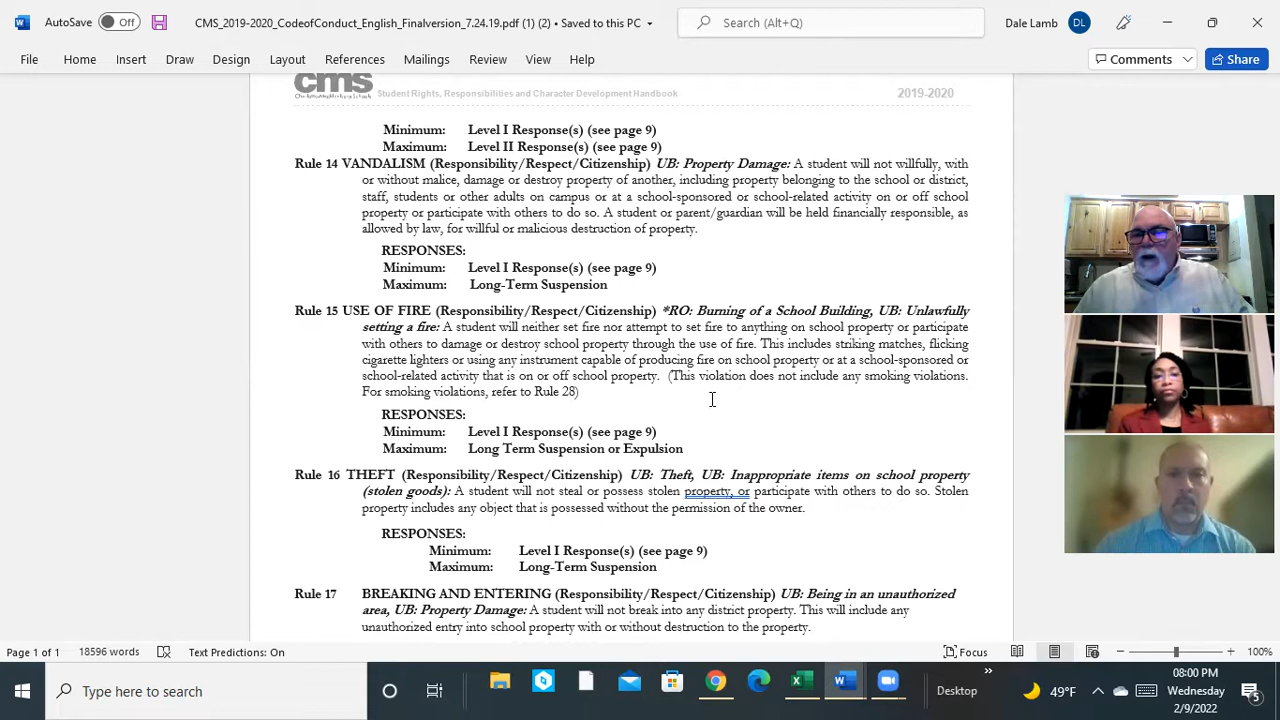 AutoSave Off CMS_2019-2020_CodeofConduct_English_Finalversion_7.24.19.pdf (1) (2) • Saved to this PC Search (Alt+Q) Dale Lamb DL
File Home Insert Draw Design Layout References Mailings Review View Help Comments Share
cms Student Rights, Responsibilities and Character Development Handbook 2019-2020
Minimum: Level I Response(s) (see page 9)
Maximum: Level II Response(s) (see page 9)
Rule 14 VANDALISM (Responsibility/Respect/Citizenship) UB: Property Damage: A student will not willfully, with
or without malice, damage or destroy property of another, including property belonging to the school or district,
staff, students or other adults on campus or at a school-sponsored or school-related activity on or off school
property or participate with others to do so. A student or parent/guardian will be held financially responsible, as
allowed by law, for willful or malicious destruction of property.
RESPONSES:
Minimum: Level I Response(s) (see page 9)
Maximum: Long-Term Suspension
Rule 15 USE OF FIRE (Responsibility/Respect/Citizenship) *RO: Burning of a School Building, UB: Unlawfully
setting a fire: A student will neither set fire nor attempt to set fire to anything on school property or participate
with others to damage or destroy school property through the use of fire. This includes striking matches, flicking
cigarette lighters or using any instrument capable of producing fire on school property or at a school-sponsored or
school-related activity that is on or off school property. (This violation does not include any smoking violations.
For smoking violations, refer to Rule 28)
RESPONSES:
Minimum: Level I Response(s) (see page 9)
Maximum: Long Term Suspension or Expulsion
Rule 16 THEFT (Responsibility/Respect/Citizenship) UB: Theft, UB: Inappropriate items on school property
(stolen goods): A student will not steal or possess stolen property, or participate with others to do so. Stolen
property includes any object that is possessed without the permission of the owner.
RESPONSES:
Minimum: Level I Response(s) (see page 9)
Maximum: Long-Term Suspension
Rule 17 BREAKING AND ENTERING (Responsibility/Respect/Citizenship) UB: Being in an unauthorized
area, UB: Property Damage: A student will not break into any district property. This will include any
unauthorized entry into school property with or without destruction to the property.
Page 1 of 1 18596 words Text Predictions: On Focus 100%
Type here to search Desktop 49°F 08:00 PM
Wednesday
2/9/2022
5